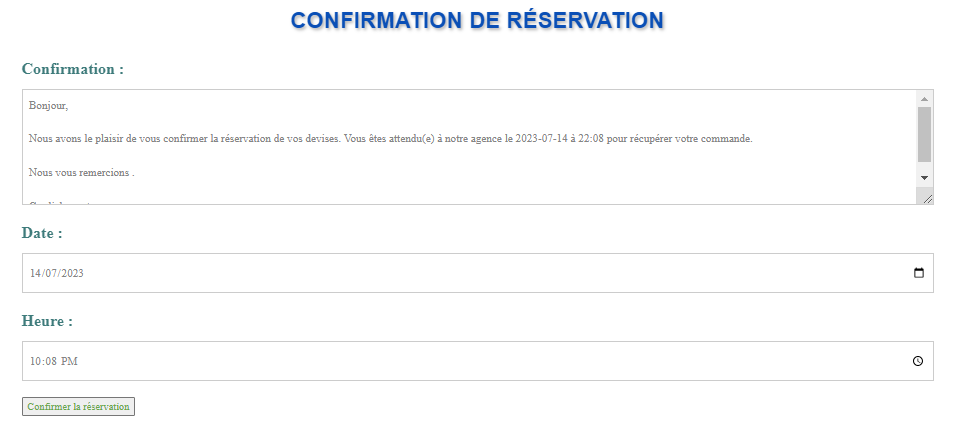 CONFIRMATION DE RÉSERVATION
Confirmation :
Bonjour,
Nous avons le plaisir de vous confirmer la réservation de vos devises. Vous êtes attendu(e) à notre agence le 2023-07-14 à 22:08 pour récupérer votre commande.
Nous vous remercions .
Date :
14/07/2023
Heure :
10:08 PM
Confirmer la réservation